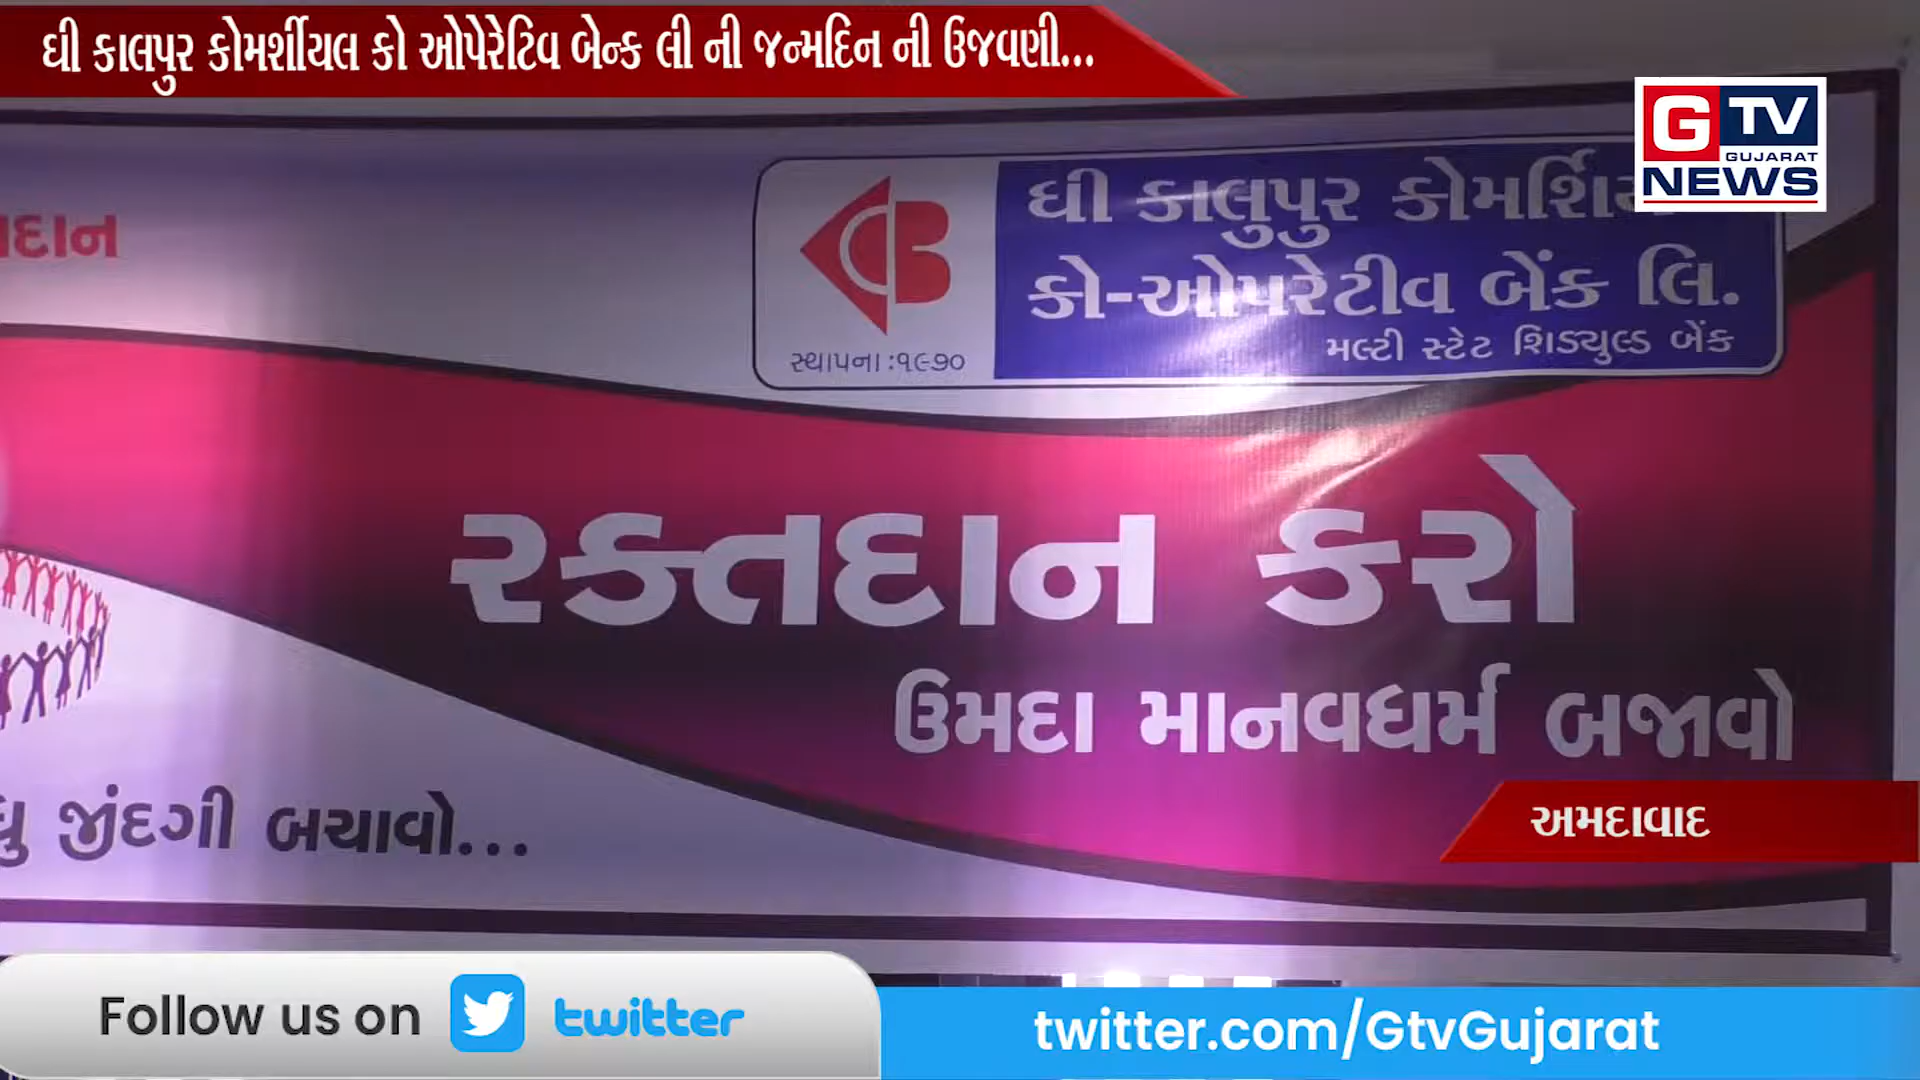 ધી કાલપુર કોમર્શીયલ કો ઓપેરેટિવ બેન્ક લી ની જન્મદિન ની ઉજવણી...
G TV
GUJARAT
NEWS
ધી કાલુપુર
કો-ઓપરેટીવ બેંક લિ.
મલ્ટી સ્ટેટ શિડ્યુલ્ડ બેંક
CB
સ્થાપના : ૧૯૭૦
રક્તદાન કરો
ઉમદા માનવધર્મ બજાવો
જીંદગી બચાવો...
અમદાવાદ
Follow us on twitter
twitter.com/GtvGujarat